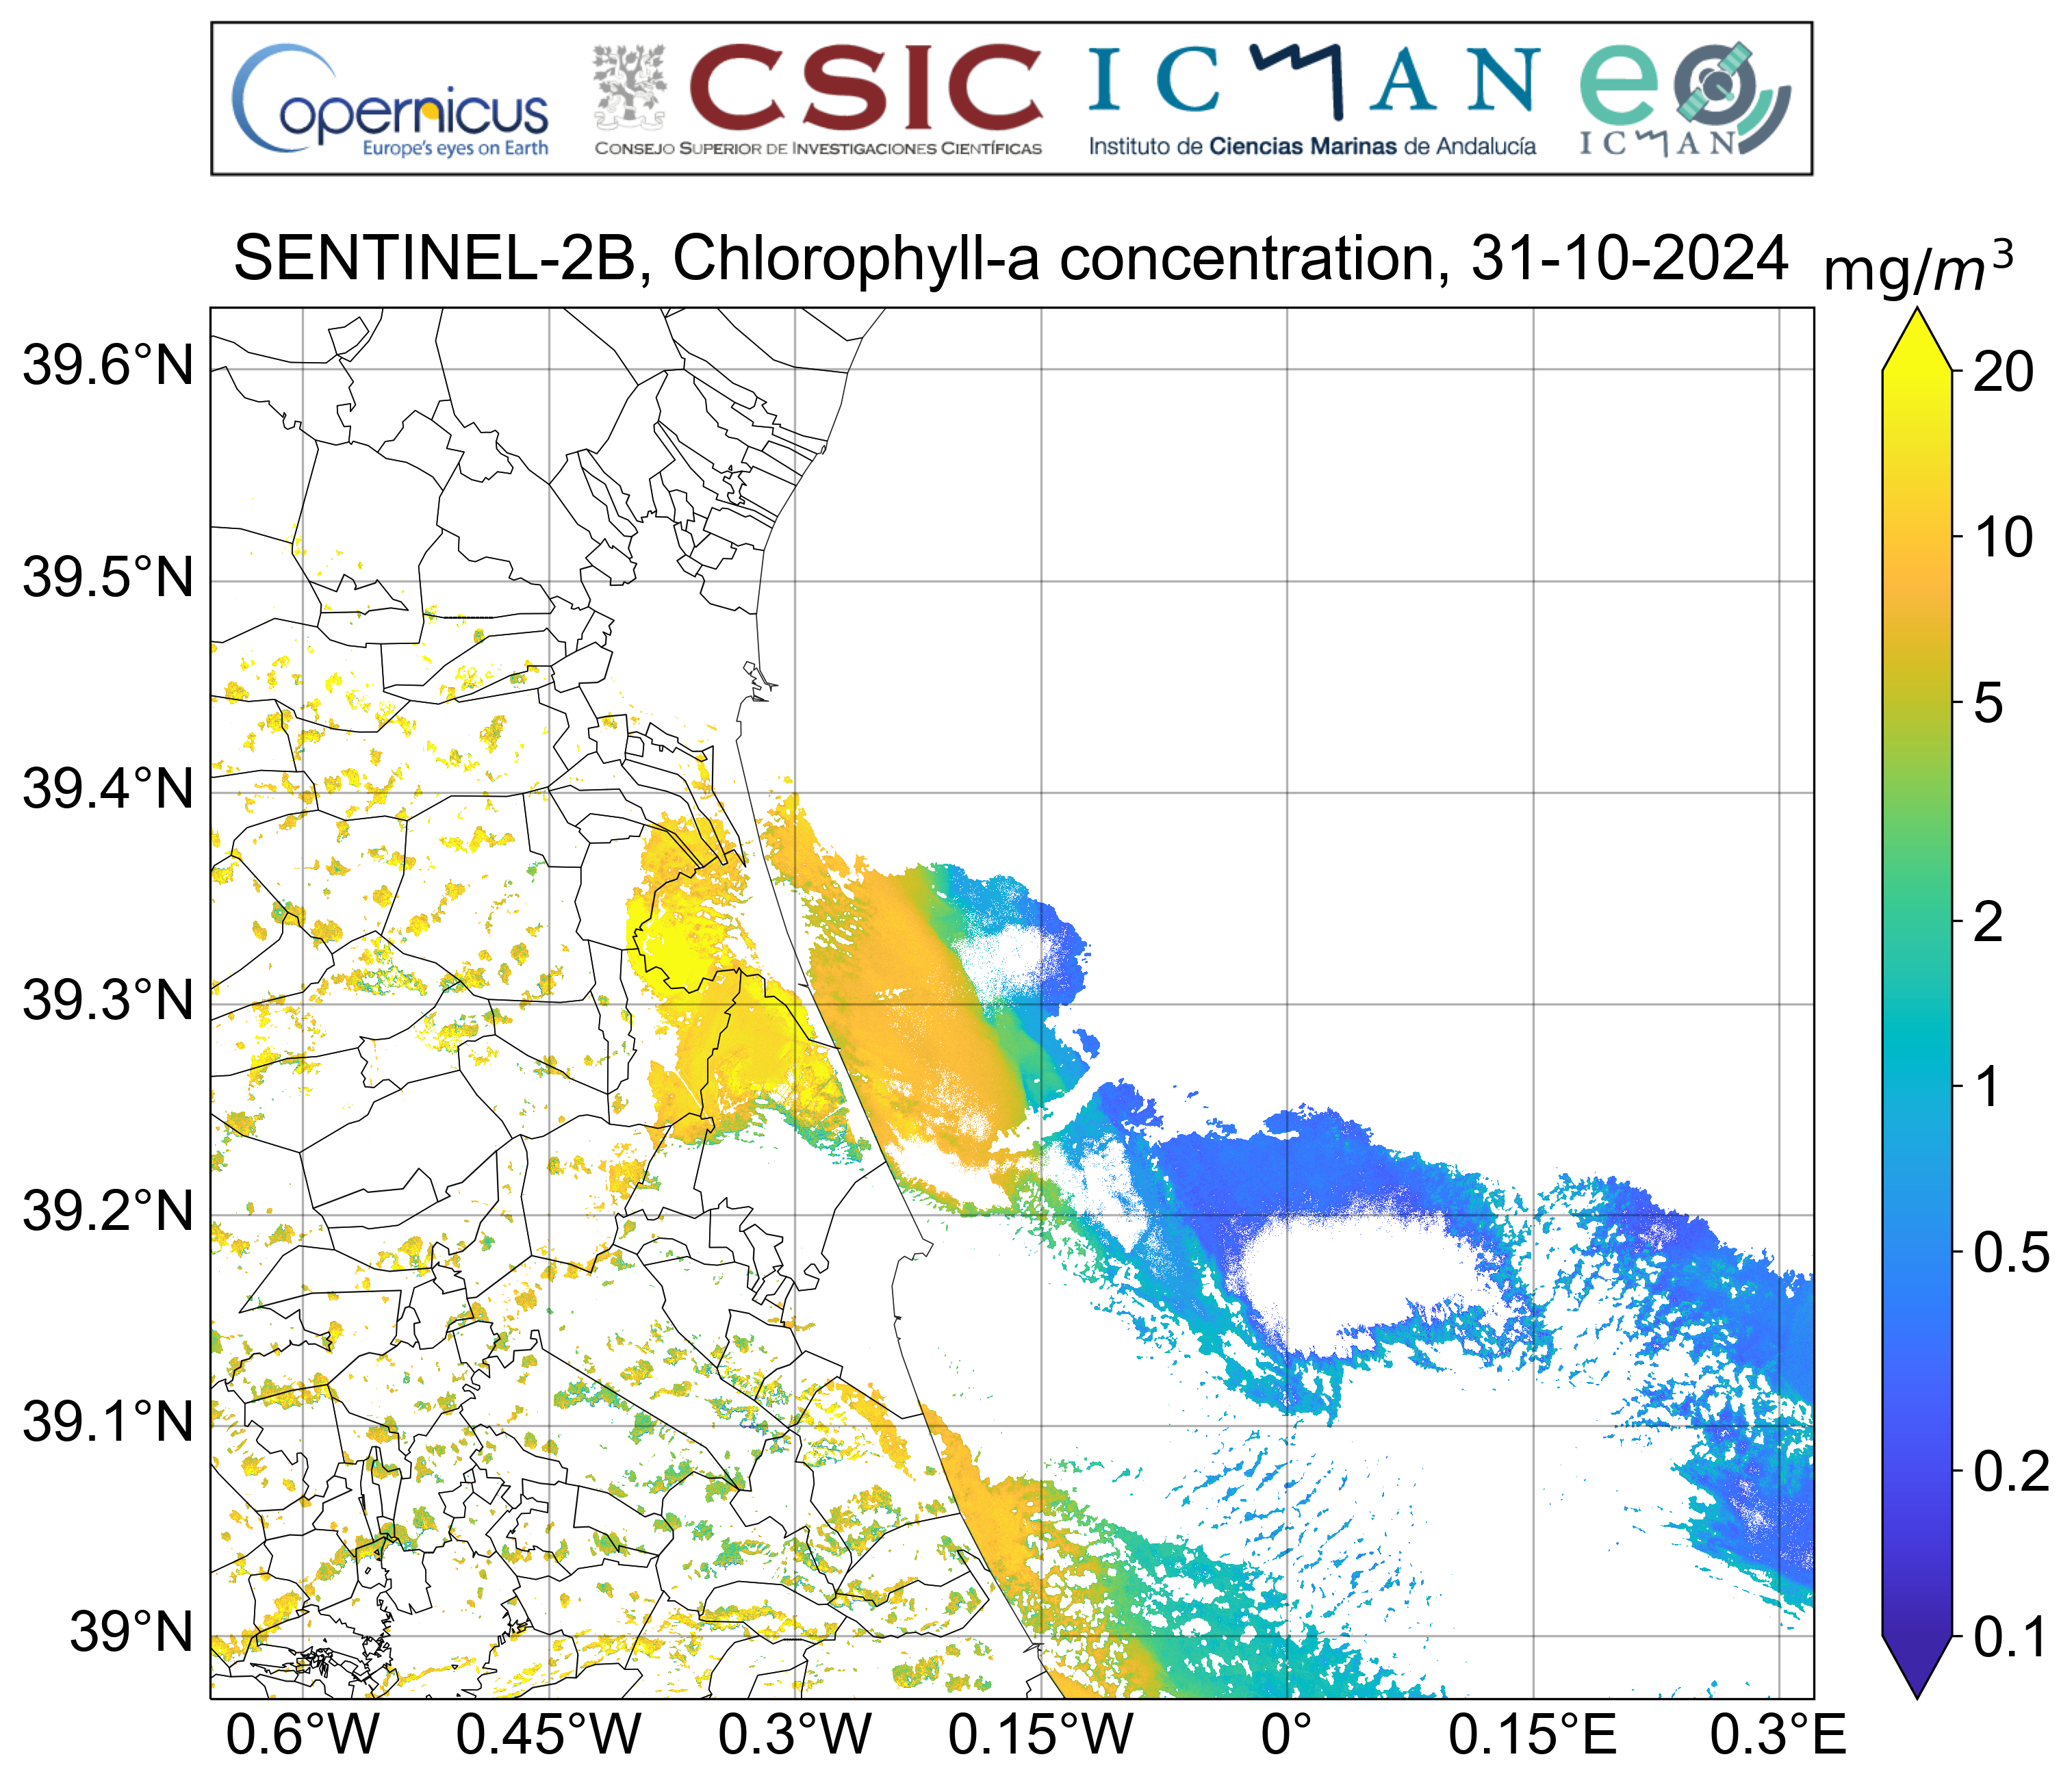 Copernicus
Europe's eyes on Earth
CSIC
CONSEJO SUPERIOR DE INVESTIGACIONES CIENTÍFICAS
ICMAN
Instituto de Ciencias Marinas de Andalucía
eo
ICMAN
SENTINEL-2B, Chlorophyll-a concentration, 31-10-2024
mg/m³
39.6°N
39.5°N
39.4°N
39.3°N
39.2°N
39.1°N
39°N
0.6°W 0.45°W 0.3°W 0.15°W 0° 0.15°E 0.3°E
20
10
5
2
1
0.5
0.2
0.1